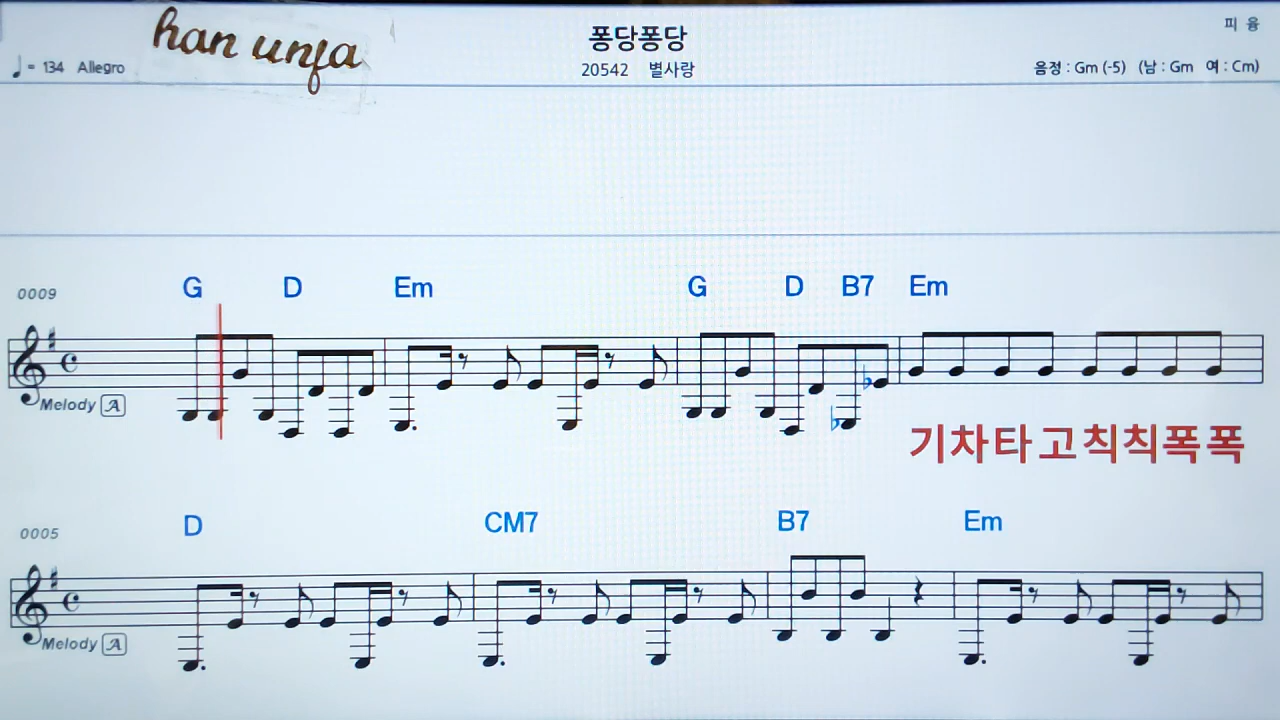 han unja
퐁당퐁당
피 융
♩= 134 Allegro
20542 별사랑
음정 : Gm (-5) (남 : Gm 여 : Cm)
0009
G D Em G D B7 Em
Melody A
기차타고칙칙폭폭
0005
D CM7 B7 Em
Melody A